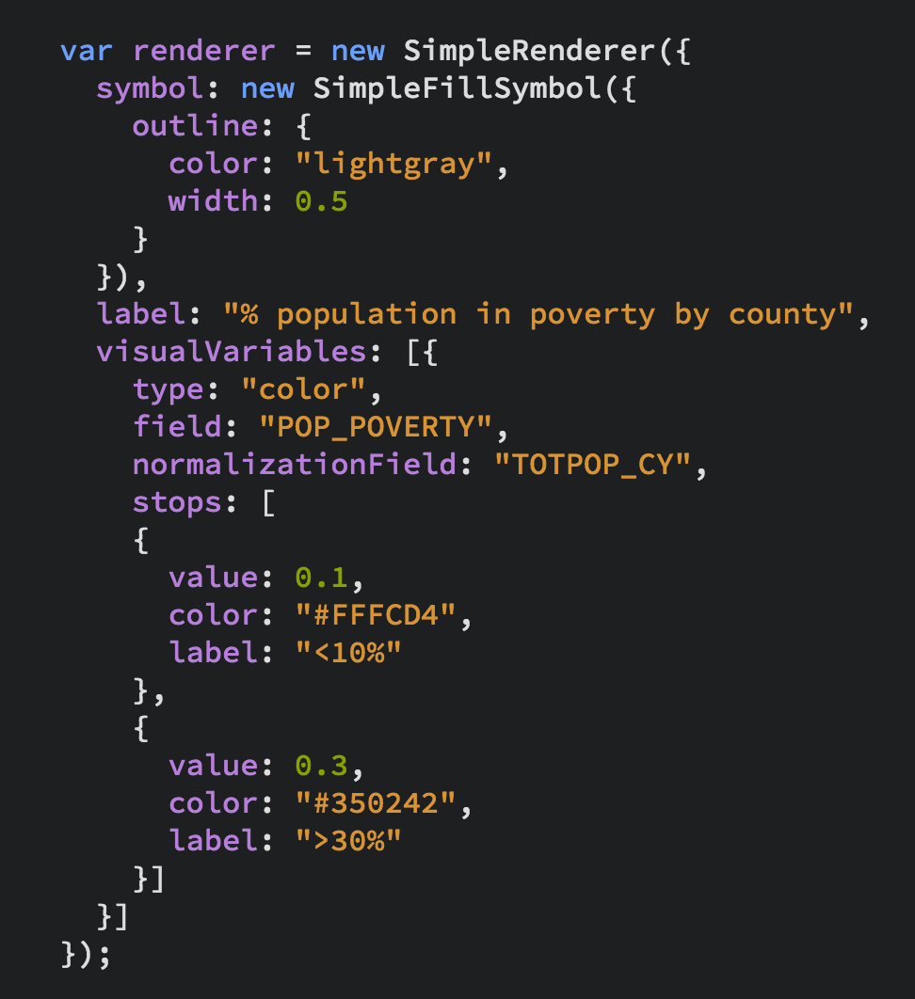 var renderer = new SimpleRenderer({
  symbol: new SimpleFillSymbol({
    outline: {
      color: "lightgray",
      width: 0.5
    }
  }),
  label: "% population in poverty by county",
  visualVariables: [{
    type: "color",
    field: "POP_POVERTY",
    normalizationField: "TOTPOP_CY",
    stops: [
    {
      value: 0.1,
      color: "#FFFCD4",
      label: "<10%"
    },
    {
      value: 0.3,
      color: "#350242",
      label: ">30%"
    }]
  }]
});